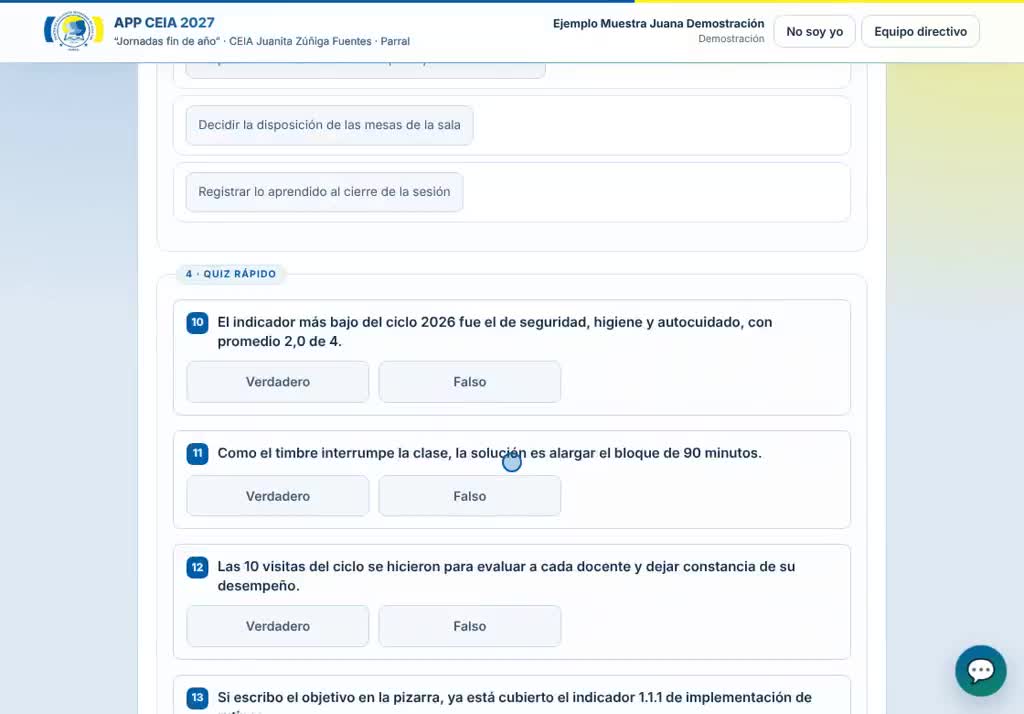 APP CEIA 2027
“Jornadas fin de año” · CEIA Juanita Zúñiga Fuentes · Parral
Ejemplo Muestra Juana Demostración
Demostración
No soy yo
Equipo directivo
Decidir la disposición de las mesas de la sala
Registrar lo aprendido al cierre de la sesión
4 · QUIZ RÁPIDO
10
El indicador más bajo del ciclo 2026 fue el de seguridad, higiene y autocuidado, con
promedio 2,0 de 4.
Verdadero
Falso
11
Como el timbre interrumpe la clase, la solución es alargar el bloque de 90 minutos.
Verdadero
Falso
12
Las 10 visitas del ciclo se hicieron para evaluar a cada docente y dejar constancia de su
desempeño.
Verdadero
Falso
13
Si escribo el objetivo en la pizarra, ya está cubierto el indicador 1.1.1 de implementación de